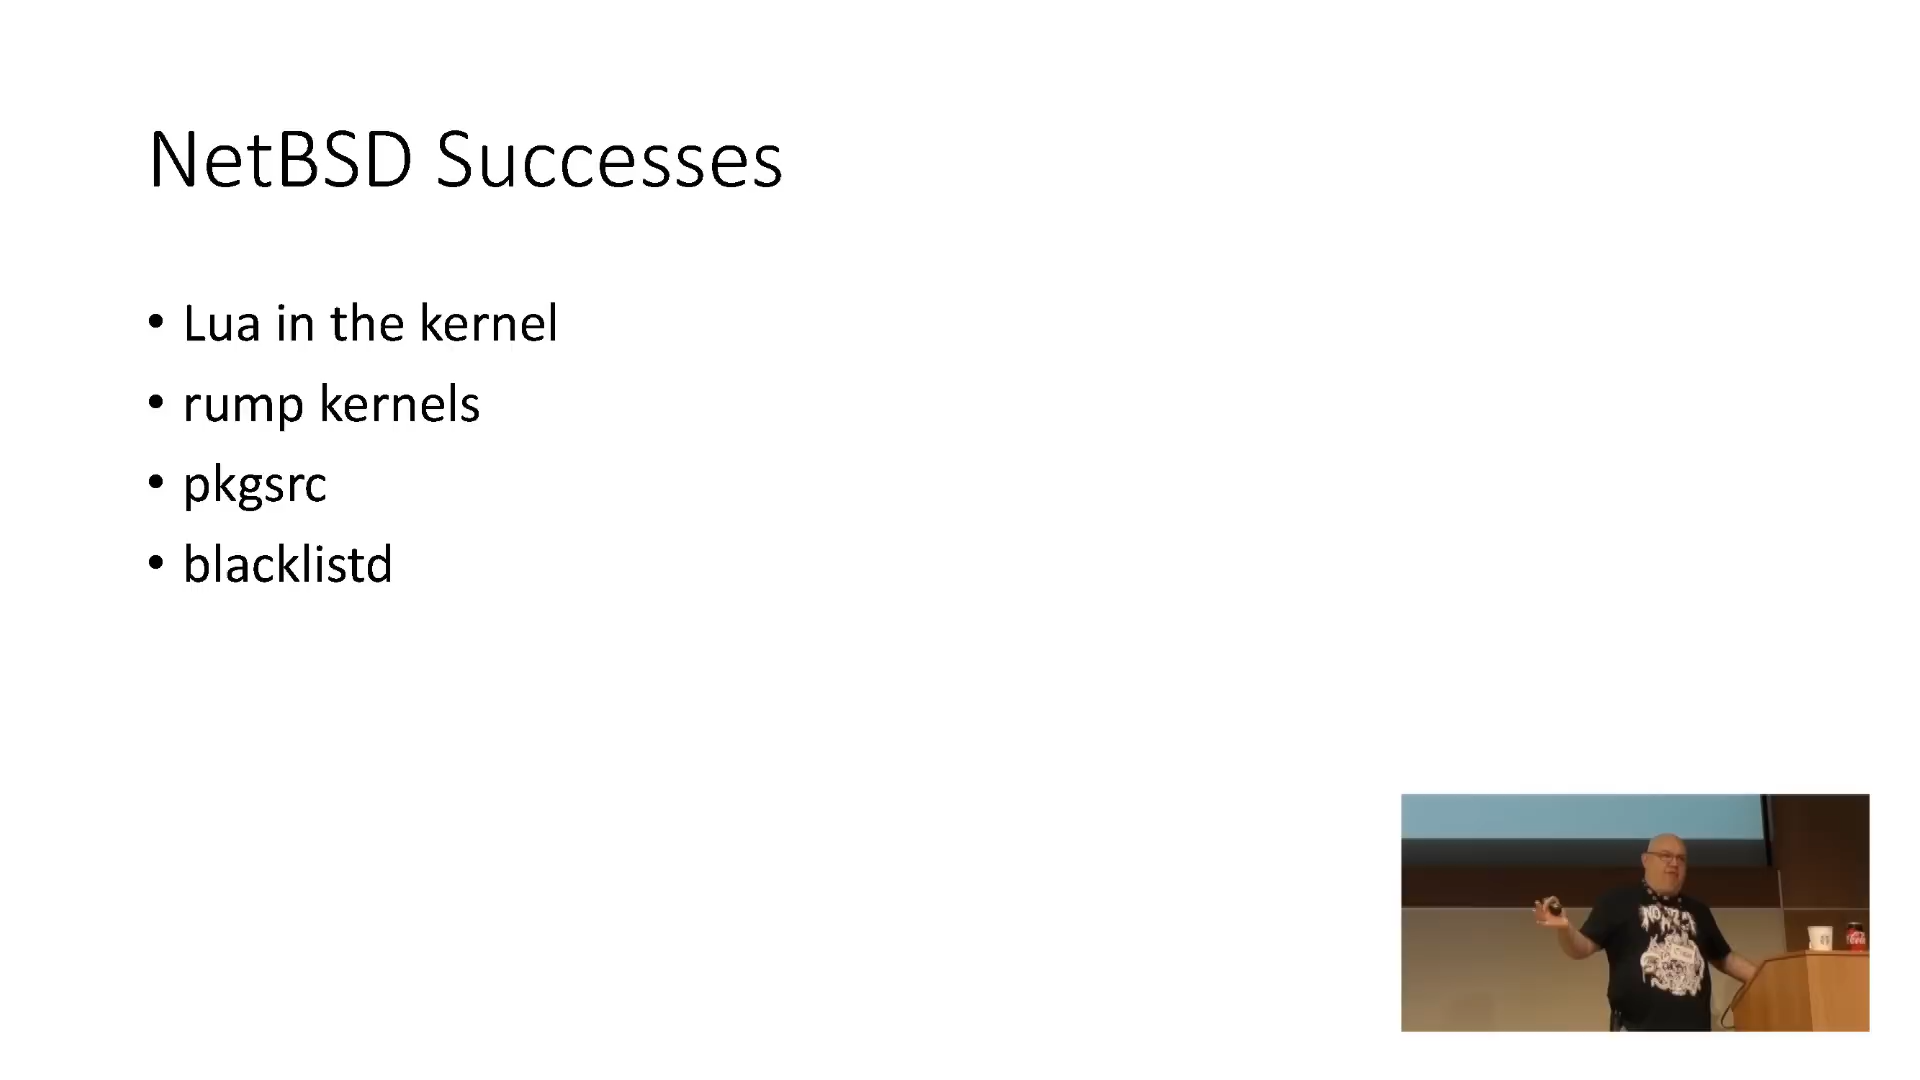 NetBSD Successes
• Lua in the kernel
• rump kernels
• pkgsrc
• blacklistd